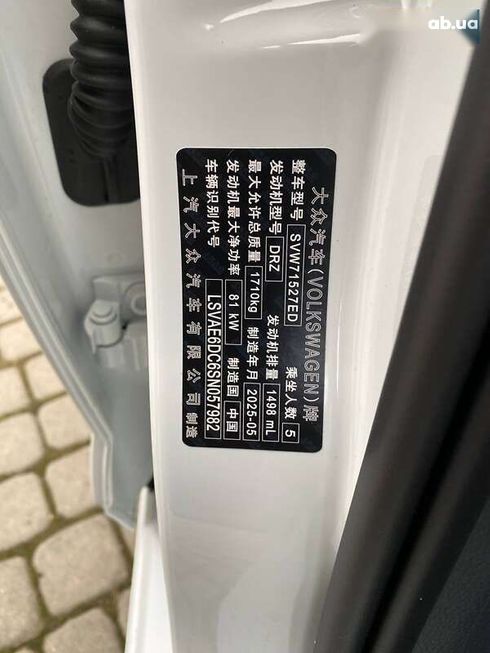 ab.ua
大众汽车(VOLKSWAGEN)牌
整车型号 SVW71527ED 乘坐人数 5
发动机型号 DRZ 发动机排量 1498 mL
最大允许总质量 1710kg 制造年月 2025-05
发动机最大净功率 81 kW 制造国 中国
车辆识别代号 LSVAE6DC6SN057982
上汽大众汽车有限公司 制造